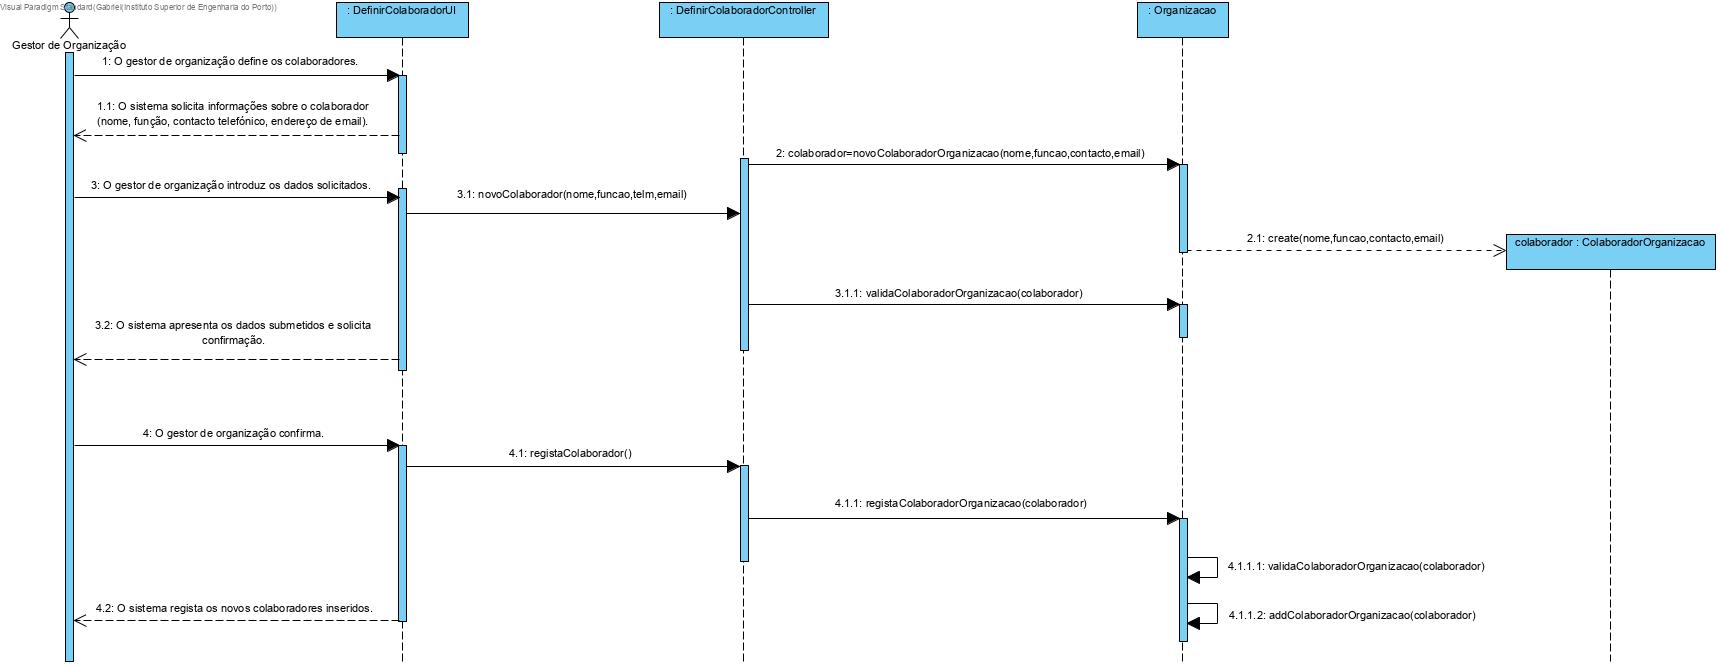 Visual Paradigm Standard(Gabriel(Instituto Superior de Engenharia do Porto))
: DefinirColaboradorUI
: DefinirColaboradorController
: Organizacao
Gestor de Organização
1: O gestor de organização define os colaboradores.
1.1: O sistema solicita informações sobre o colaborador
(nome, função, contacto telefónico, endereço de email).
2: colaborador=novoColaboradorOrganizacao(nome,funcao,contacto,email)
3: O gestor de organização introduz os dados solicitados.
3.1: novoColaborador(nome,funcao,telm,email)
2.1: create(nome,funcao,contacto,email)
colaborador : ColaboradorOrganizacao
3.1.1: validaColaboradorOrganizacao(colaborador)
3.2: O sistema apresenta os dados submetidos e solicita
confirmação.
4: O gestor de organização confirma.
4.1: registaColaborador()
4.1.1: registaColaboradorOrganizacao(colaborador)
4.1.1.1: validaColaboradorOrganizacao(colaborador)
4.2: O sistema regista os novos colaboradores inseridos.
4.1.1.2: addColaboradorOrganizacao(colaborador)